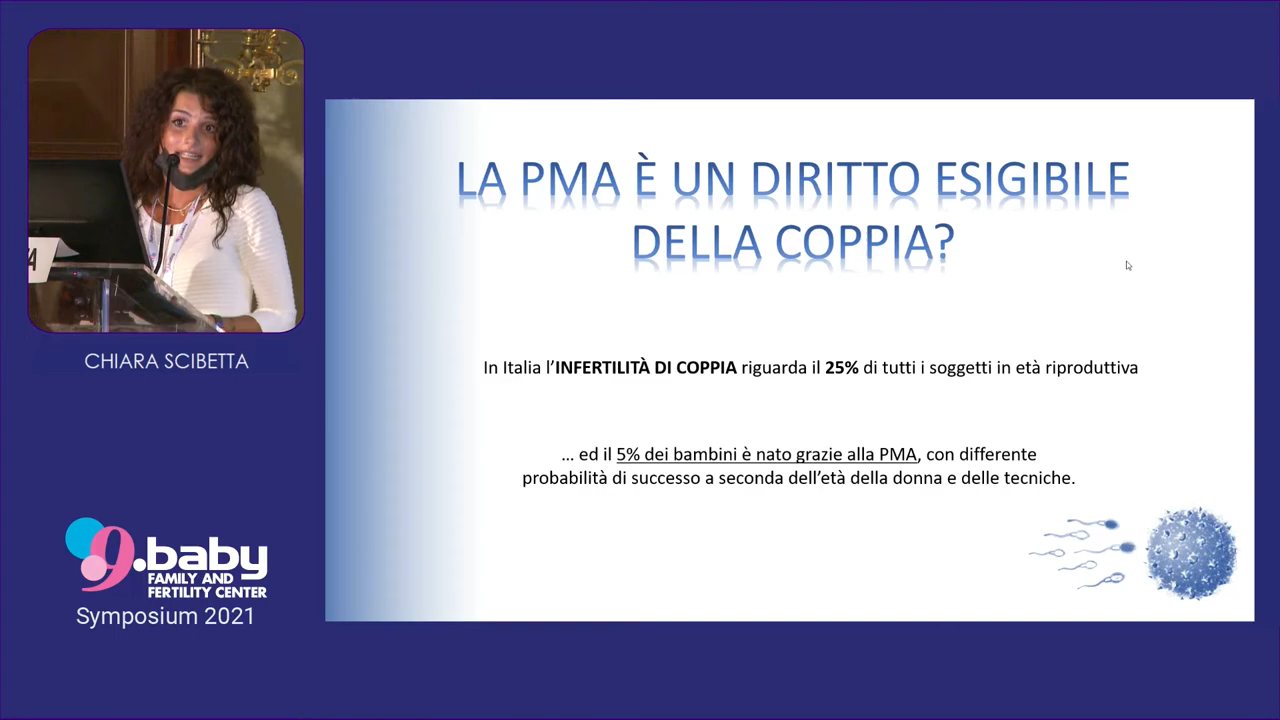 CHIARA SCIBETTA
9.baby
FAMILY AND
FERTILITY CENTER
Symposium 2021
LA PMA È UN DIRITTO ESIGIBILE
DELLA COPPIA?
In Italia l’INFERTILITÀ DI COPPIA riguarda il 25% di tutti i soggetti in età riproduttiva
... ed il 5% dei bambini è nato grazie alla PMA, con differente
probabilità di successo a seconda dell’età della donna e delle tecniche.